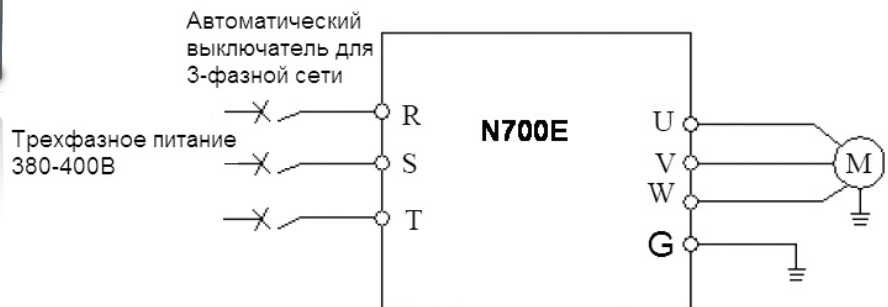 Автоматический
выключатель для
3-фазной сети
Трехфазное питание
380-400В
R
S
T
N700E
U
V
W
G
M